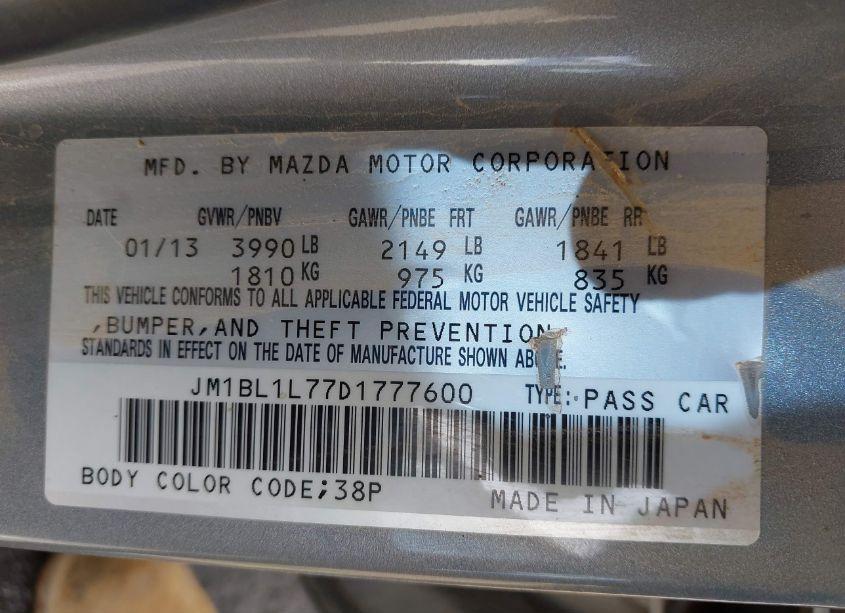 MFD. BY MAZDA MOTOR CORPORATION
DATE GVWR/PNBV GAWR/PNBE FRT GAWR/PNBE RR
01/13 3990 LB 2149 LB 1841 LB
1810 KG 975 KG 835 KG
THIS VEHICLE CONFORMS TO ALL APPLICABLE FEDERAL MOTOR VEHICLE SAFETY
,BUMPER,AND THEFT PREVENTION
STANDARDS IN EFFECT ON THE DATE OF MANUFACTURE SHOWN ABOVE.
JM1BL1L77D1777600 TYPE: PASS CAR
BODY COLOR CODE;38P
MADE IN JAPAN